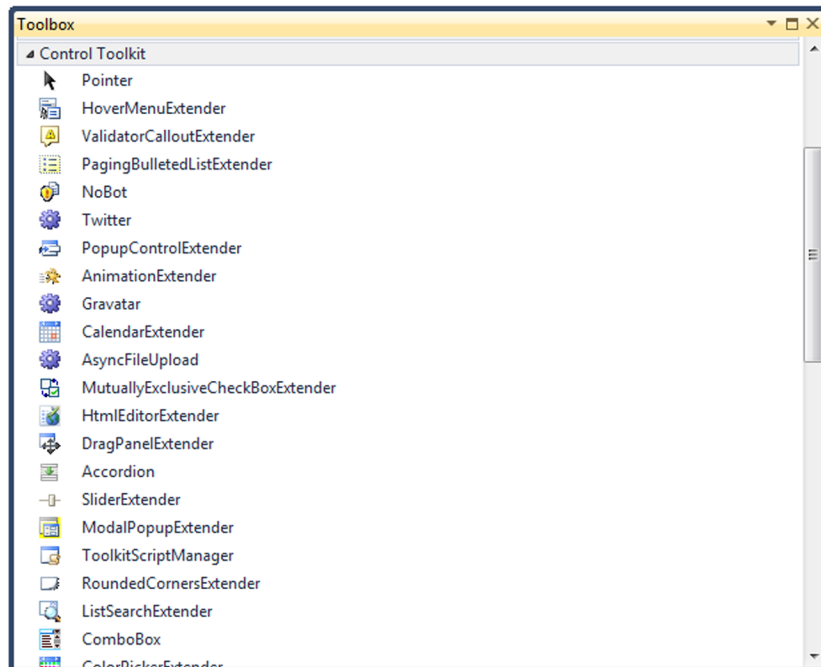 Toolbox
Control Toolkit
Pointer
HoverMenuExtender
ValidatorCalloutExtender
PagingBulletedListExtender
NoBot
Twitter
PopupControlExtender
AnimationExtender
Gravatar
CalendarExtender
AsyncFileUpload
MutuallyExclusiveCheckBoxExtender
HtmlEditorExtender
DragPanelExtender
Accordion
SliderExtender
ModalPopupExtender
ToolkitScriptManager
RoundedCornersExtender
ListSearchExtender
ComboBox
ColorPickerExtender